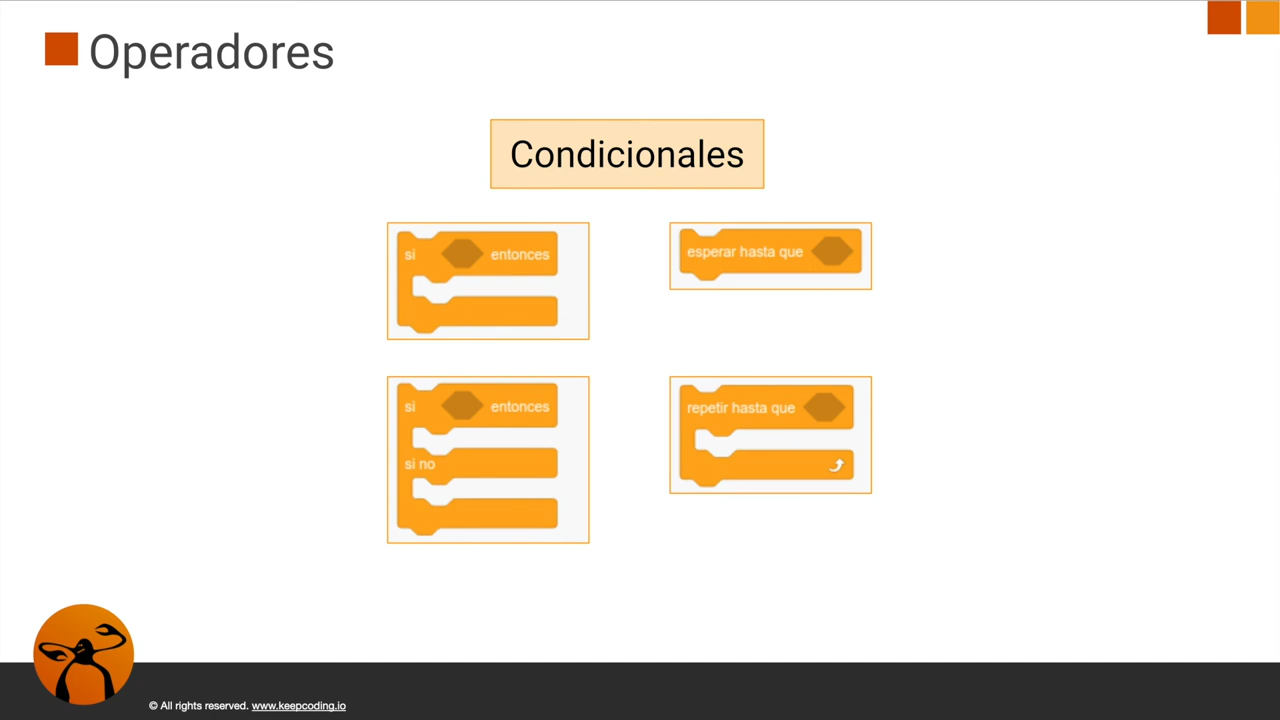 Operadores
Condicionales
si entonces
esperar hasta que
si entonces
si no
repetir hasta que
© All rights reserved. www.keepcoding.io